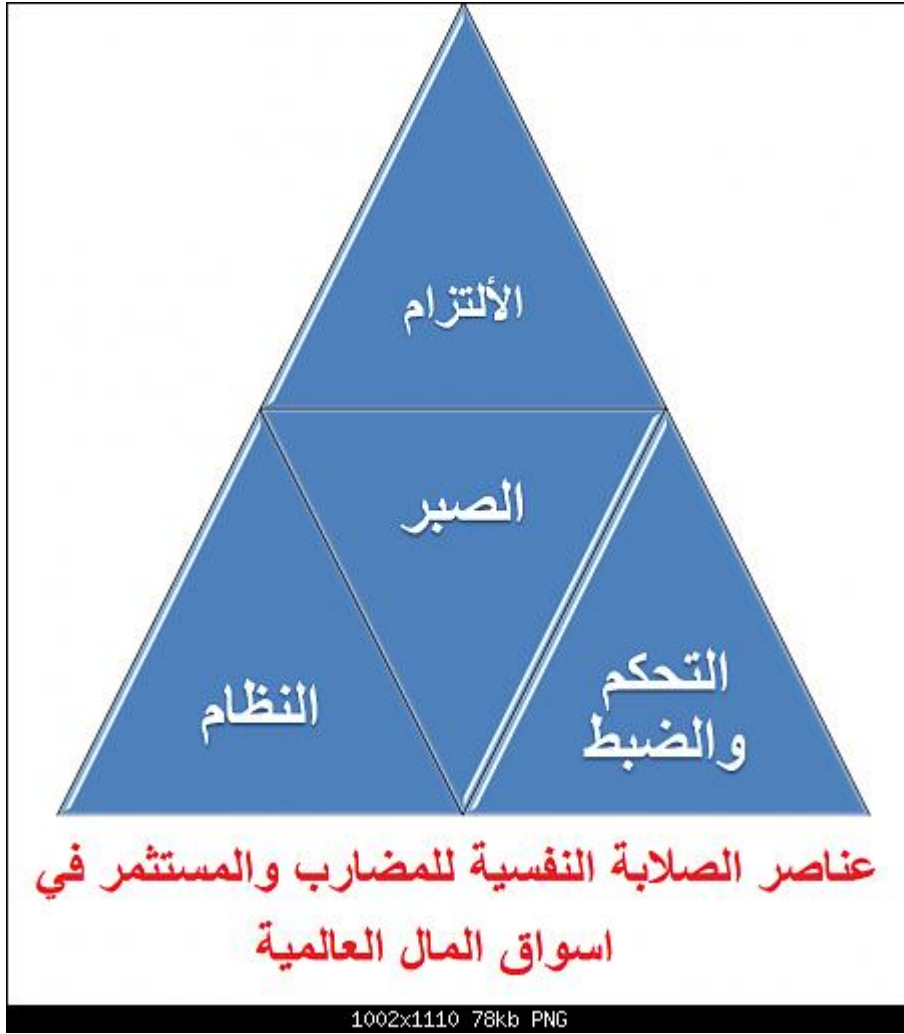 الألتزام
الصبر
التحكم
والضبط
النظام
عناصر الصلابة النفسية للمضارب والمستثمر في
اسواق المال العالمية
1002x1110 78kb PNG